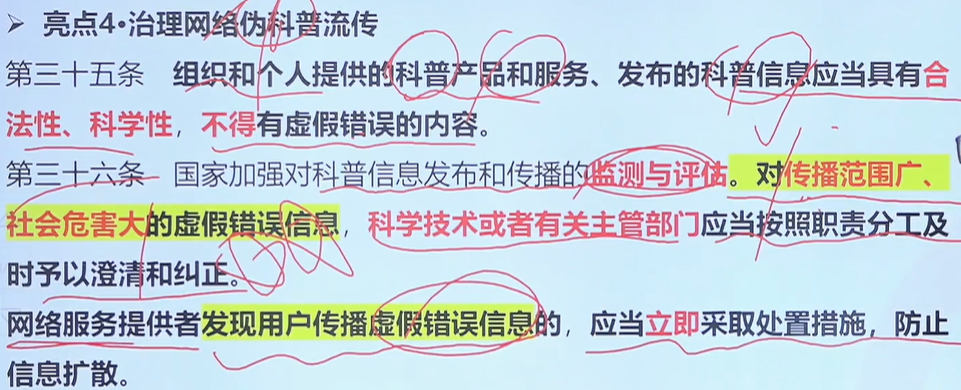 ➢ 亮点4·治理网络伪科普流传
第三十五条 组织和个人提供的科普产品和服务、发布的科普信息应当具有合
法性、科学性，不得有虚假错误的内容。
第三十六条 国家加强对科普信息发布和传播的监测与评估。对传播范围广、
社会危害大的虚假错误信息，科学技术或者有关主管部门应当按照职责分工及
时予以澄清和纠正。
网络服务提供者发现用户传播虚假错误信息的，应当立即采取处置措施，防止
信息扩散。